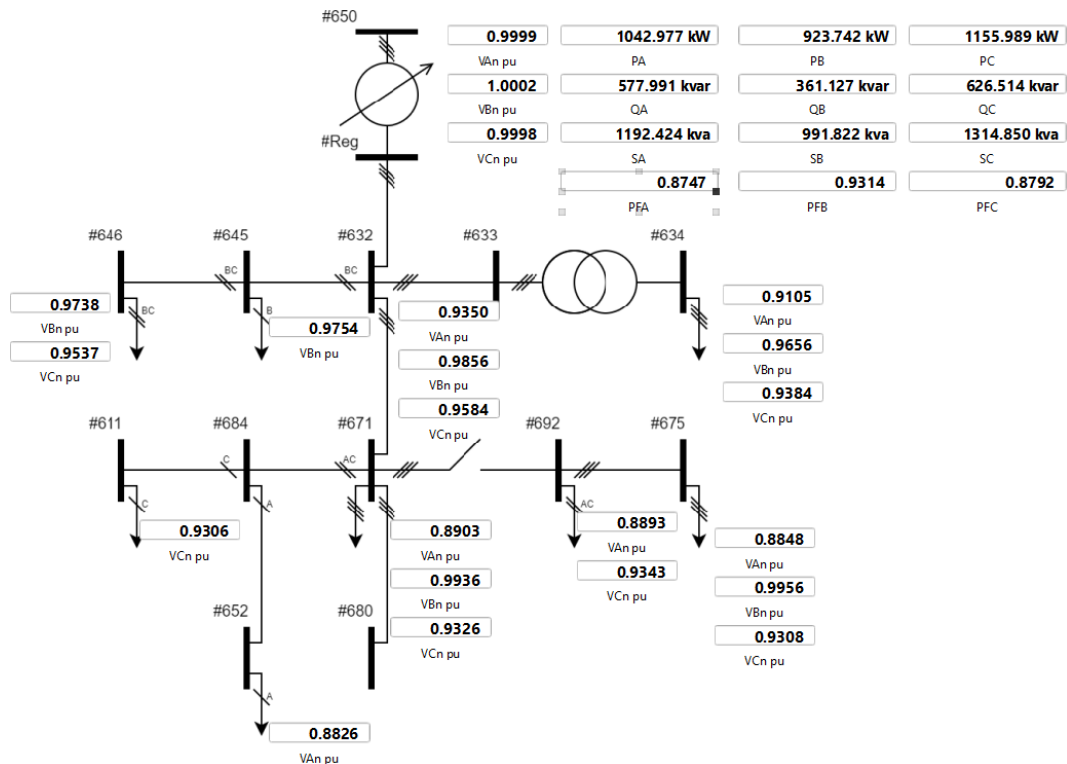 #650
0.9999 1042.977 kW 923.742 kW 1155.989 kW
VAn pu PA PB PC
1.0002 577.991 kvar 361.127 kvar 626.514 kvar
VBn pu QA QB QC
#Reg
0.9998 1192.424 kva 991.822 kva 1314.850 kva
VCn pu SA SB SC
0.8747 0.9314 0.8792
PFA PFB PFC
#646 #645 #632 #633 #634
BC BC
0.9738
VBn pu
BC
0.9537
VCn pu
B
0.9754
VBn pu
0.9350
VAn pu
0.9856
VBn pu
0.9584
VCn pu
0.9105
VAn pu
0.9656
VBn pu
0.9384
VCn pu
#611 #684 #671 #692 #675
C AC
C A AC
0.9306
VCn pu
0.8903
VAn pu
0.9936
VBn pu
0.9326
VCn pu
0.8893
VAn pu
0.9343
VCn pu
0.8848
VAn pu
0.9956
VBn pu
0.9308
VCn pu
#652 #680
A
0.8826
VAn pu